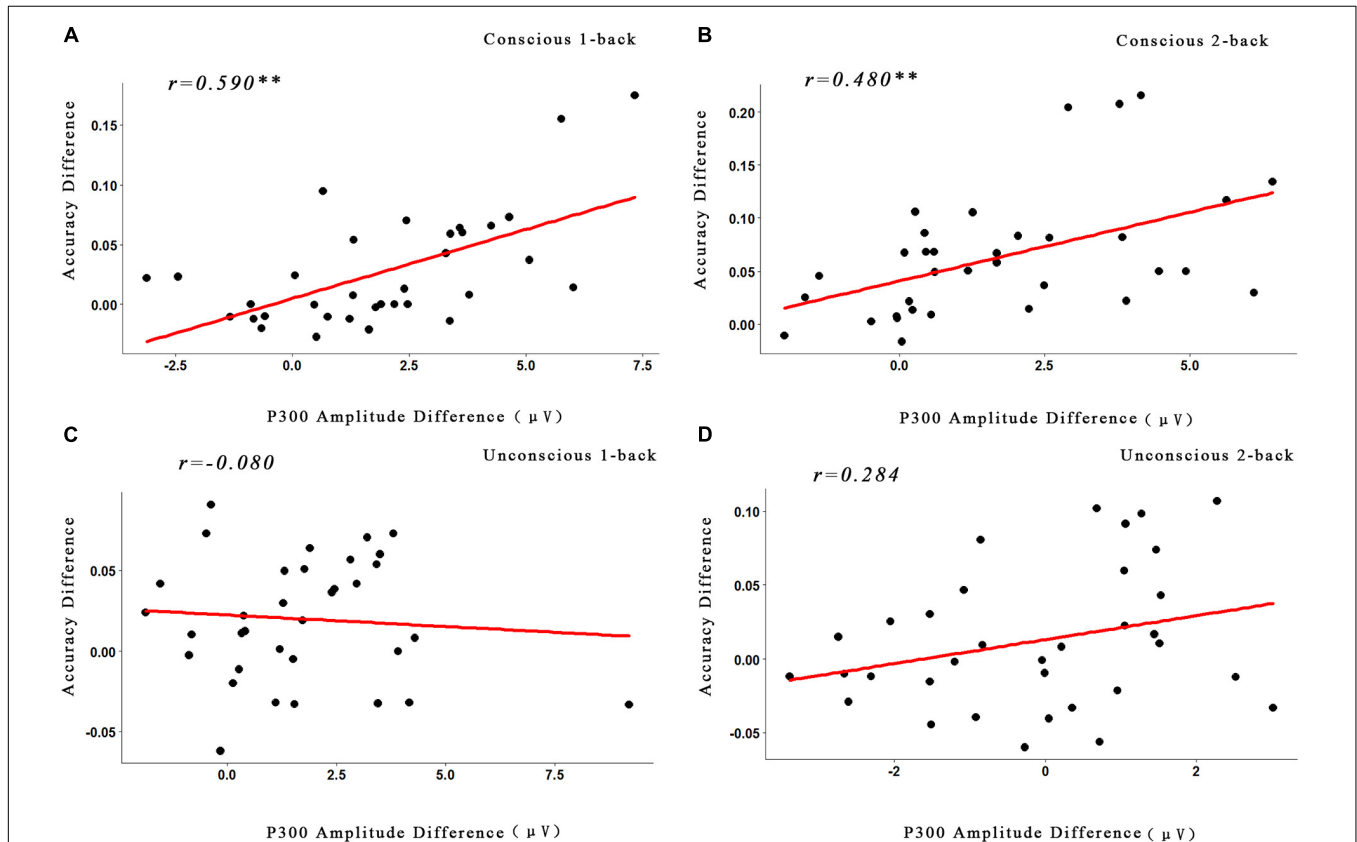 A
Conscious 1-back
r=0.590**
Accuracy Difference
0.15
0.10
0.05
0.00
-2.5 0.0 2.5 5.0 7.5
P300 Amplitude Difference ( μV)
B
Conscious 2-back
r=0.480**
Accuracy Difference
0.20
0.15
0.10
0.05
0.00
0.0 2.5 5.0
P300 Amplitude Difference ( μV)
C
Unconscious 1-back
r=-0.080
Accuracy Difference
0.05
0.00
-0.05
0.0 2.5 5.0 7.5
P300 Amplitude Difference ( μV)
D
Unconscious 2-back
r=0.284
Accuracy Difference
0.10
0.05
0.00
-0.05
-2 0 2
P300 Amplitude Difference ( μV)